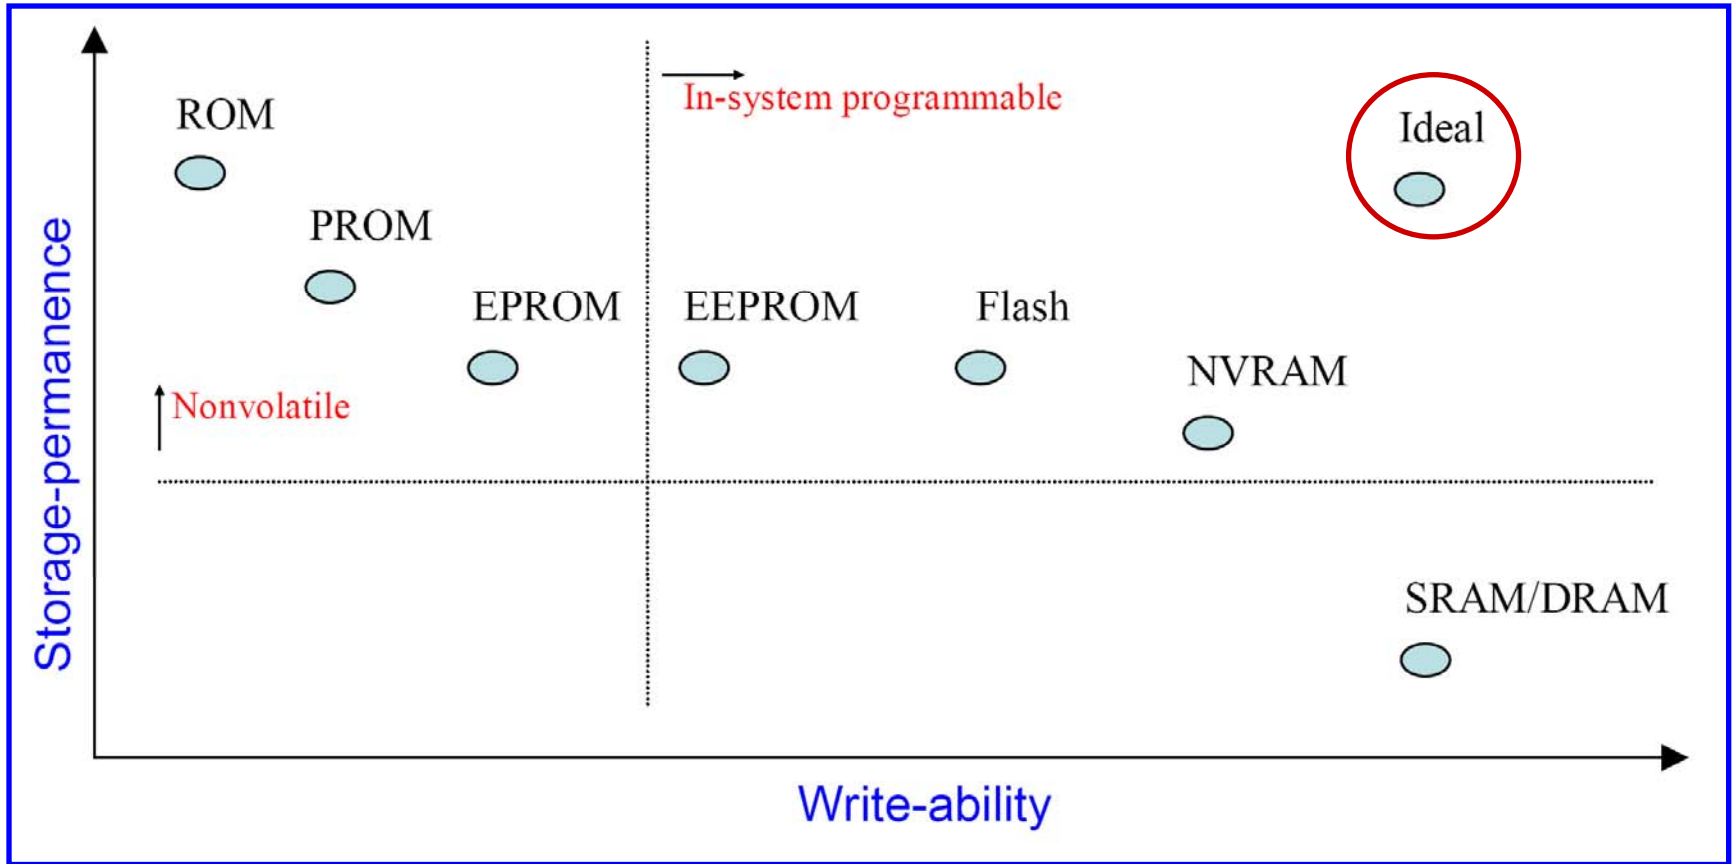 ROM
In-system programmable
Ideal
PROM
EPROM
EEPROM
Flash
NVRAM
Nonvolatile
SRAM/DRAM
Storage-permanence
Write-ability